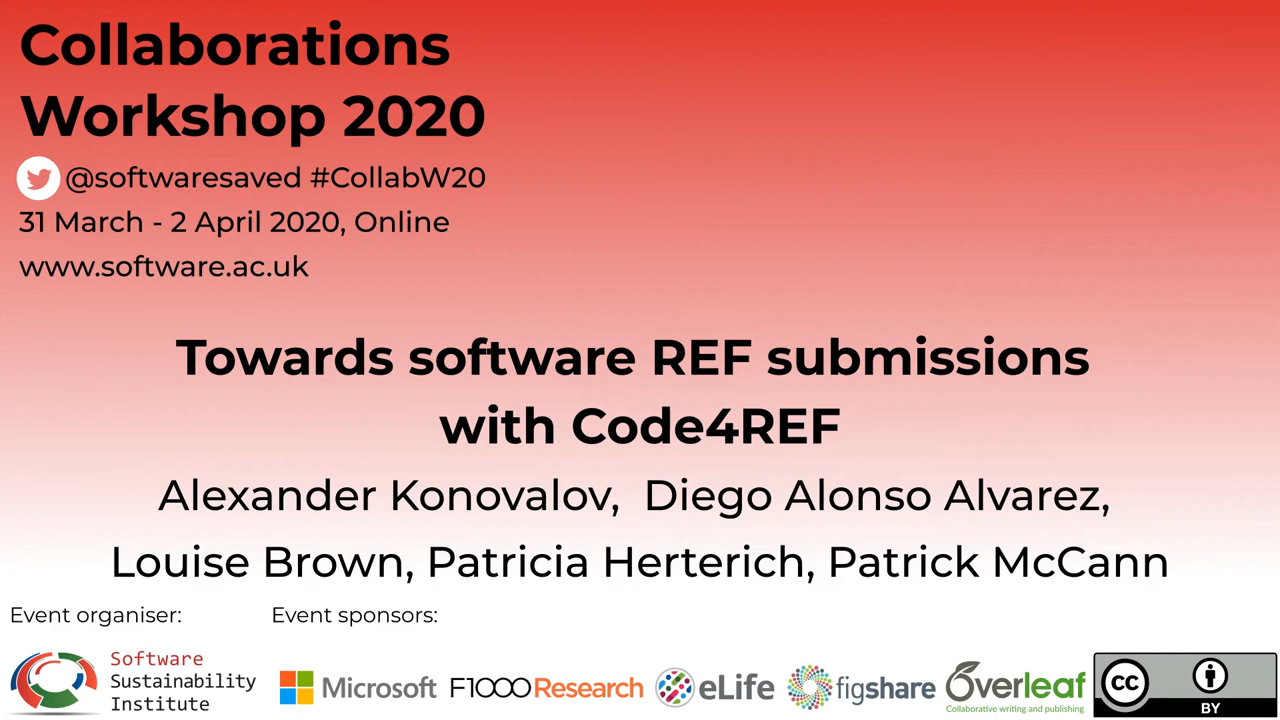 Collaborations
Workshop 2020
@softwaresaved #CollabW20
31 March - 2 April 2020, Online
www.software.ac.uk
Towards software REF submissions
with Code4REF
Alexander Konovalov, Diego Alonso Alvarez,
Louise Brown, Patricia Herterich, Patrick McCann
Event organiser: Event sponsors:
Software
Sustainability
Institute
Microsoft F1000Research eLife figshare Overleaf
Collaborative writing and publishing
cc BY